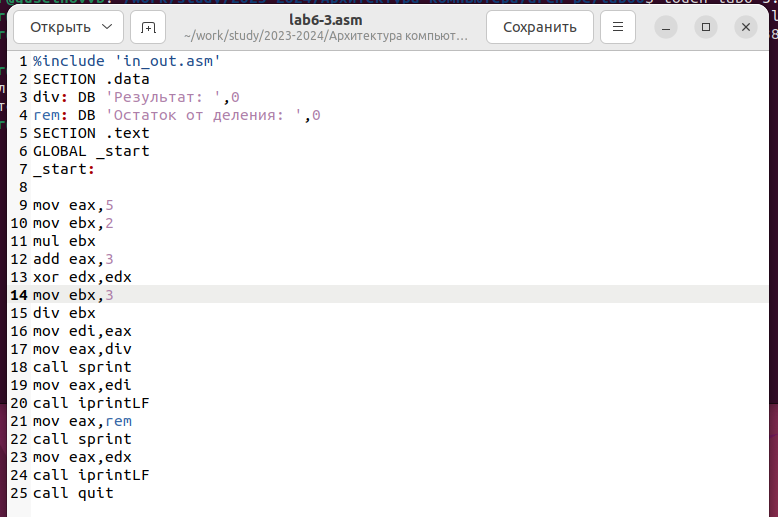 lab6-3.asm
Открыть
Сохранить
~/work/study/2023-2024/Архитектура компьют…
1 %include 'in_out.asm'
2 SECTION .data
3 div: DB 'Результат: ',0
4 rem: DB 'Остаток от деления: ',0
5 SECTION .text
6 GLOBAL _start
7 _start:
8
9 mov eax,5
10 mov ebx,2
11 mul ebx
12 add eax,3
13 xor edx,edx
14 mov ebx,3
15 div ebx
16 mov edi,eax
17 mov eax,div
18 call sprint
19 mov eax,edi
20 call iprintLF
21 mov eax,rem
22 call sprint
23 mov eax,edx
24 call iprintLF
25 call quit